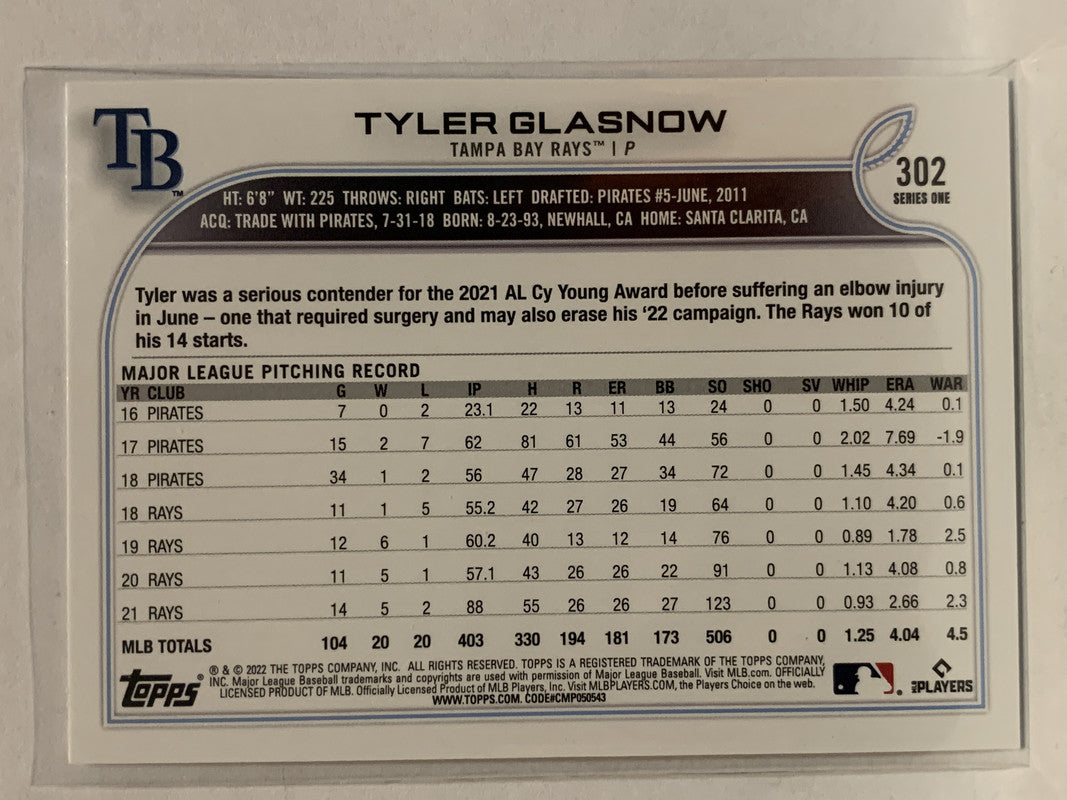 TB™
TYLER GLASNOW
TAMPA BAY RAYS™ | P
302
SERIES ONE
HT: 6'8" WT: 225 THROWS: RIGHT BATS: LEFT DRAFTED: PIRATES #5-JUNE, 2011
ACQ: TRADE WITH PIRATES, 7-31-18 BORN: 8-23-93, NEWHALL, CA HOME: SANTA CLARITA, CA
Tyler was a serious contender for the 2021 AL Cy Young Award before suffering an elbow injury
in June – one that required surgery and may also erase his '22 campaign. The Rays won 10 of
his 14 starts.
MAJOR LEAGUE PITCHING RECORD
YR CLUB G W L IP H R ER BB SO SHO SV WHIP ERA WAR
16 PIRATES 7 0 2 23.1 22 13 11 13 24 0 0 1.50 4.24 0.1
17 PIRATES 15 2 7 62 81 61 53 44 56 0 0 2.02 7.69 -1.9
18 PIRATES 34 1 2 56 47 28 27 34 72 0 0 1.45 4.34 0.1
18 RAYS 11 1 5 55.2 42 27 26 19 64 0 0 1.10 4.20 0.6
19 RAYS 12 6 1 60.2 40 13 12 14 76 0 0 0.89 1.78 2.5
20 RAYS 11 5 1 57.1 43 26 26 22 91 0 0 1.13 4.08 0.8
21 RAYS 14 5 2 88 55 26 26 27 123 0 0 0.93 2.66 2.3
MLB TOTALS 104 20 20 403 330 194 181 173 506 0 0 1.25 4.04 4.5
topps®
® & © 2022 THE TOPPS COMPANY, INC. ALL RIGHTS RESERVED. TOPPS IS A REGISTERED TRADEMARK OF THE TOPPS COMPANY,
INC. Major League Baseball trademarks and copyrights are used with permission of Major League Baseball. Visit MLB.com. OFFICIALLY
LICENSED PRODUCT OF MLB. Officially Licensed Product of MLB Players, Inc. Visit MLBPLAYERS.COM, the Players Choice on the web.
WWW.TOPPS.COM. CODE#CMP050543
MLB PLAYERS